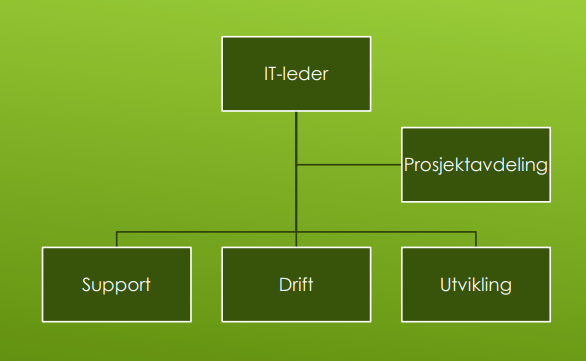 IT-leder
Prosjektavdeling
Support
Drift
Utvikling